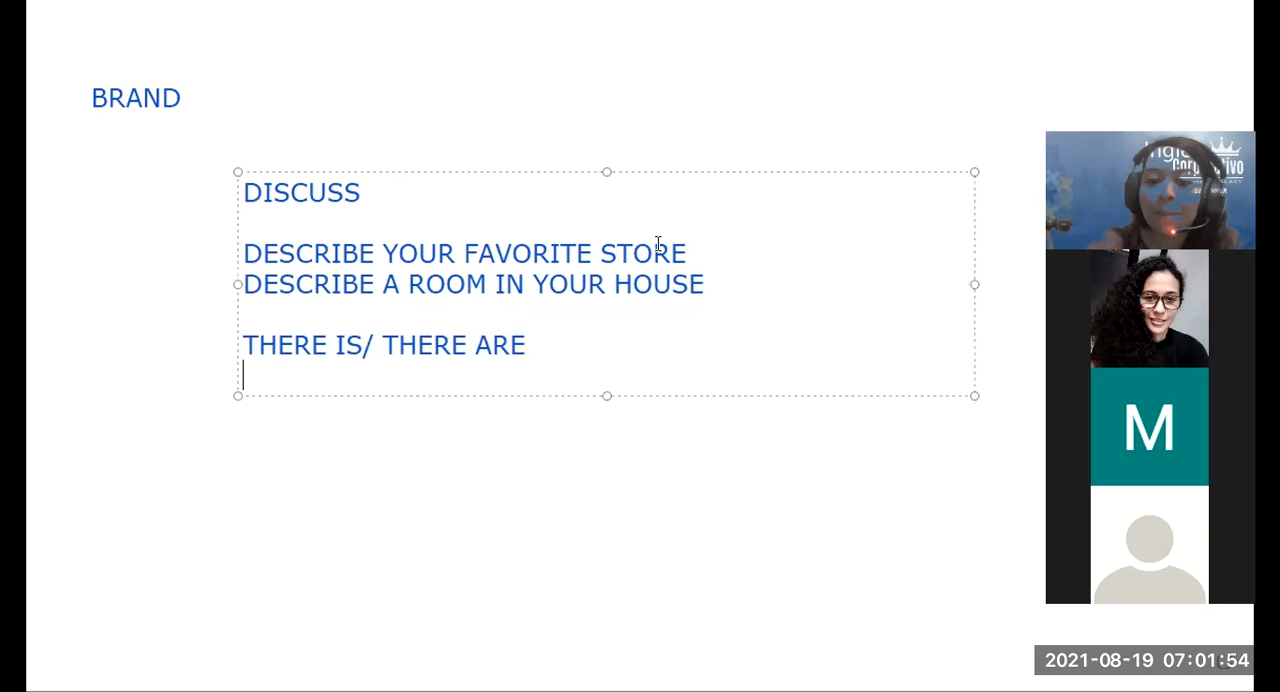 BRAND
DISCUSS
DESCRIBE YOUR FAVORITE STORE
DESCRIBE A ROOM IN YOUR HOUSE
THERE IS/ THERE ARE
M
2021-08-19 07:01:54